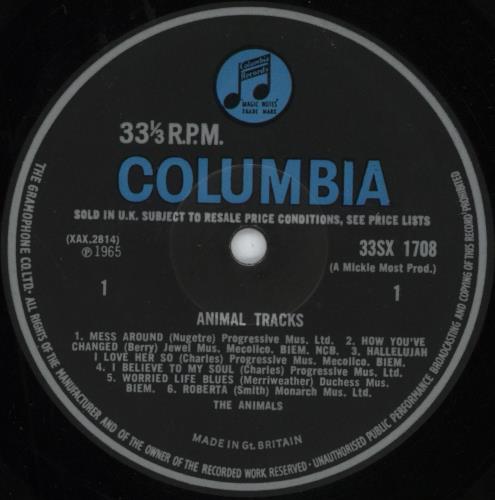 Columbia
Records
MAGIC NOTES
TRADE MARK
33⅓ R.P.M.
COLUMBIA
SOLD IN U.K. SUBJECT TO RESALE PRICE CONDITIONS, SEE PRICE LISTS
(XAX.2814)
℗ 1965
33SX 1708
(A Mickie Most Prod.)
1
1
ANIMAL TRACKS
1. MESS AROUND (Nugetre) Progressive Mus. Ltd. 2. HOW YOU'VE
CHANGED (Berry) Jewel Mus. Mecolico. BIEM. NCB. 3. HALLELUJAH
I LOVE HER SO (Charles) Progressive Mus. Mecolico. BIEM.
4. I BELIEVE TO MY SOUL (Charles) Progressive Mus. Ltd.
5. WORRIED LIFE BLUES (Merriweather) Duchess Mus.
BIEM. 6. ROBERTA (Smith) Monarch Mus. Ltd.
THE ANIMALS
MADE IN Gt. BRITAIN
THE GRAMOPHONE CO. LTD.· ALL RIGHTS OF THE MANUFACTURER AND OF THE OWNER OF THE RECORDED WORK RESERVED · UNAUTHORISED PUBLIC PERFORMANCE BROADCASTING AND COPYING OF THIS RECORD PROHIBITED